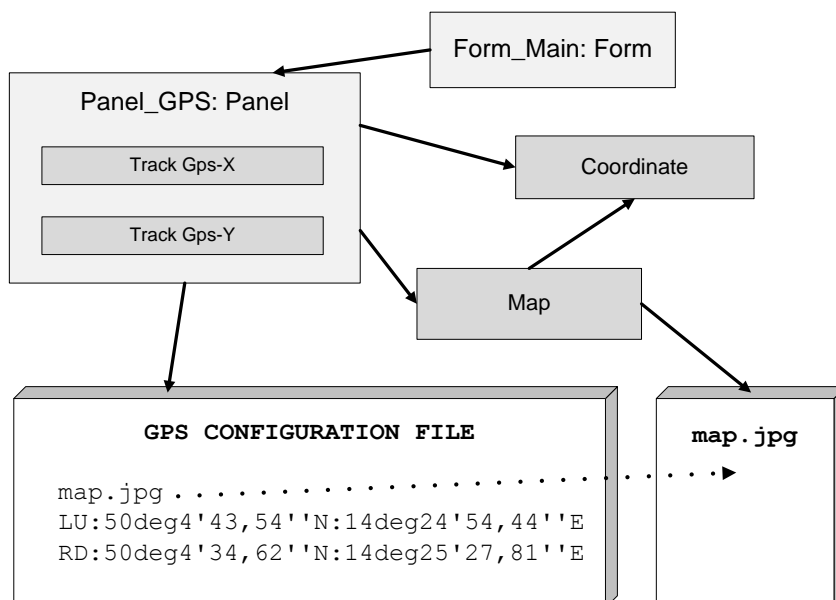 Form_Main: Form
Panel_GPS: Panel
Track Gps-X
Coordinate
Track Gps-Y
Map
GPS CONFIGURATION FILE
map.jpg
map.jpg
LU:50deg4'43,54''N:14deg24'54,44''E
RD:50deg4'34,62''N:14deg25'27,81''E